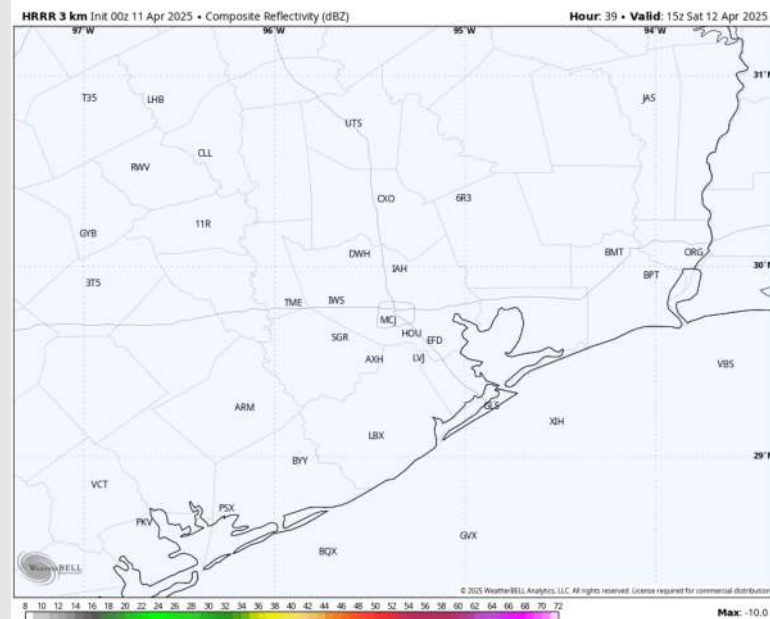 HRRR 3 km Init 00z 11 Apr 2025 • Composite Reflectivity (dBZ) Hour: 39 • Valid: 15z Sat 12 Apr 2025
97°W 96°W 95°W 94°W
31°N
T35 LHB JAS
UTS
CLL
RWV
CXO 6R3
11R
GYB
DWH BMT ORG
IAH 30°N
3T5 BPT
TME IWS
MCJ
SGR HOU EFD
AXH LVJ VBS
ARM GLS
XIH
LBX
BYY 29°N
VCT
PSX
PKV GVX
BQX
WeatherBELL
© 2025 WeatherBELL Analytics, LLC. All rights reserved. License required for commercial distribution
8 10 12 14 16 18 20 22 24 26 28 30 32 34 36 38 40 42 44 46 48 50 52 54 56 58 60 62 64 66 68 70 72
Max: -10.0